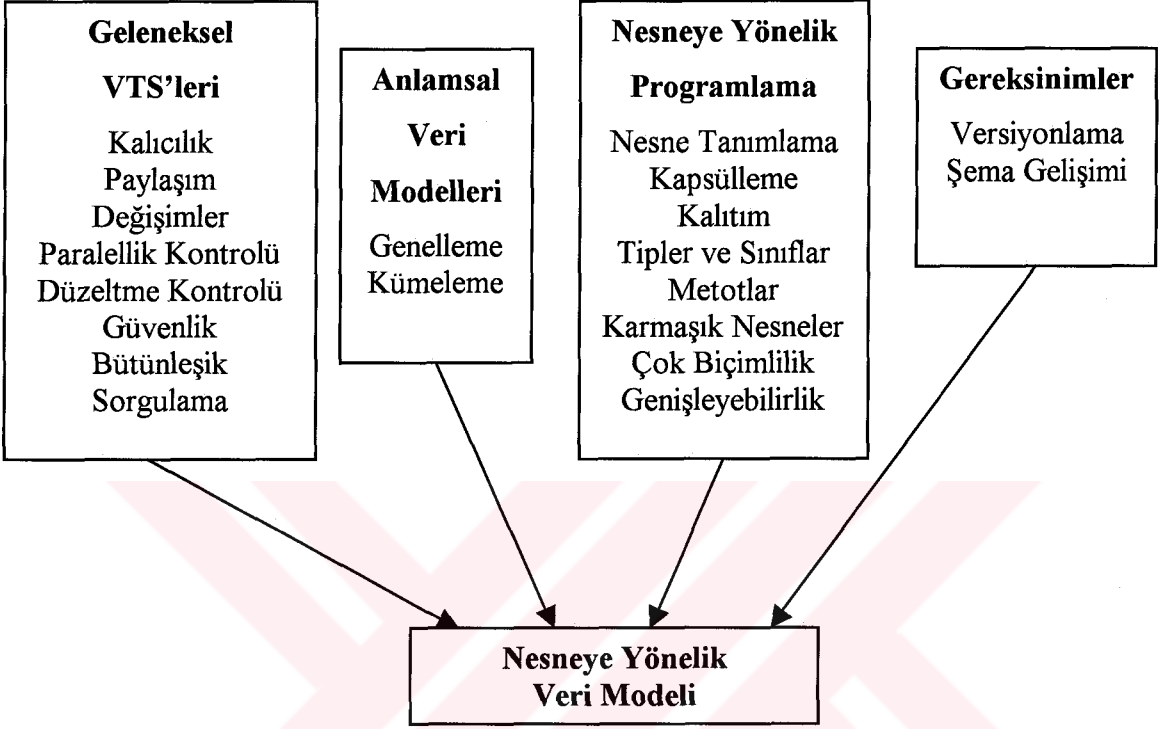 Geleneksel
VTS'leri
Kalıcılık
Paylaşım
Değişimler
Paralellik Kontrolü
Düzeltme Kontrolü
Güvenlik
Bütünleşik
Sorgulama
Anlamsal
Veri
Modelleri
Genelleme
Kümeleme
Nesneye Yönelik
Programlama
Nesne Tanımlama
Kapsülleme
Kalıtım
Tipler ve Sınıflar
Metotlar
Karmaşık Nesneler
Çok Biçimlilik
Genişleyebilirlik
Gereksinimler
Versiyonlama
Şema Gelişimi
Nesneye Yönelik
Veri Modeli